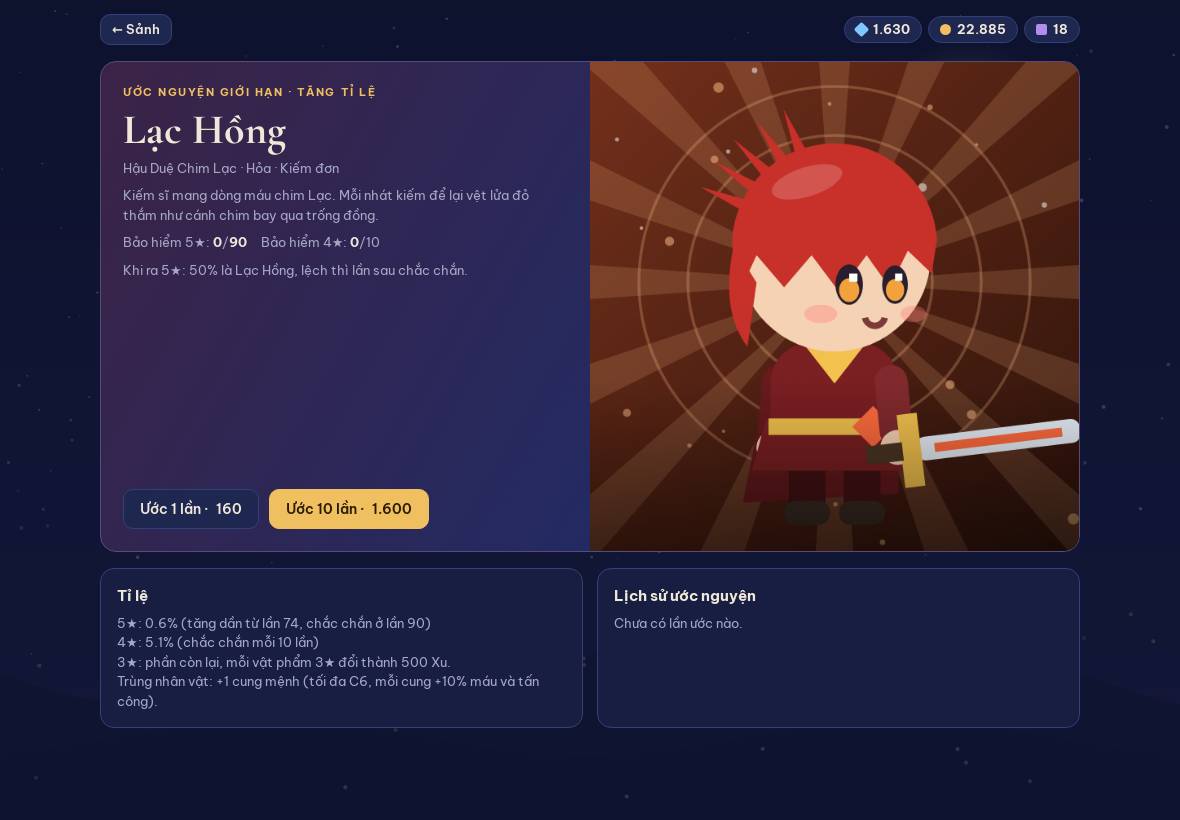 ← Sảnh
1.630
22.885
18
ƯỚC NGUYỆN GIỚI HẠN · TĂNG TỈ LỆ
Lạc Hồng
Hậu Duệ Chim Lạc · Hỏa · Kiếm đơn
Kiếm sĩ mang dòng máu chim Lạc. Mỗi nhát kiếm để lại vệt lửa đỏ
thắm như cánh chim bay qua trống đồng.
Bảo hiểm 5★: 0/90 Bảo hiểm 4★: 0/10
Khi ra 5★: 50% là Lạc Hồng, lệch thì lần sau chắc chắn.
Ước 1 lần · 160
Ước 10 lần · 1.600
Tỉ lệ
5★: 0.6% (tăng dần từ lần 74, chắc chắn ở lần 90)
4★: 5.1% (chắc chắn mỗi 10 lần)
3★: phần còn lại, mỗi vật phẩm 3★ đổi thành 500 Xu.
Trùng nhân vật: +1 cung mệnh (tối đa C6, mỗi cung +10% máu và tấn
công).
Lịch sử ước nguyện
Chưa có lần ước nào.